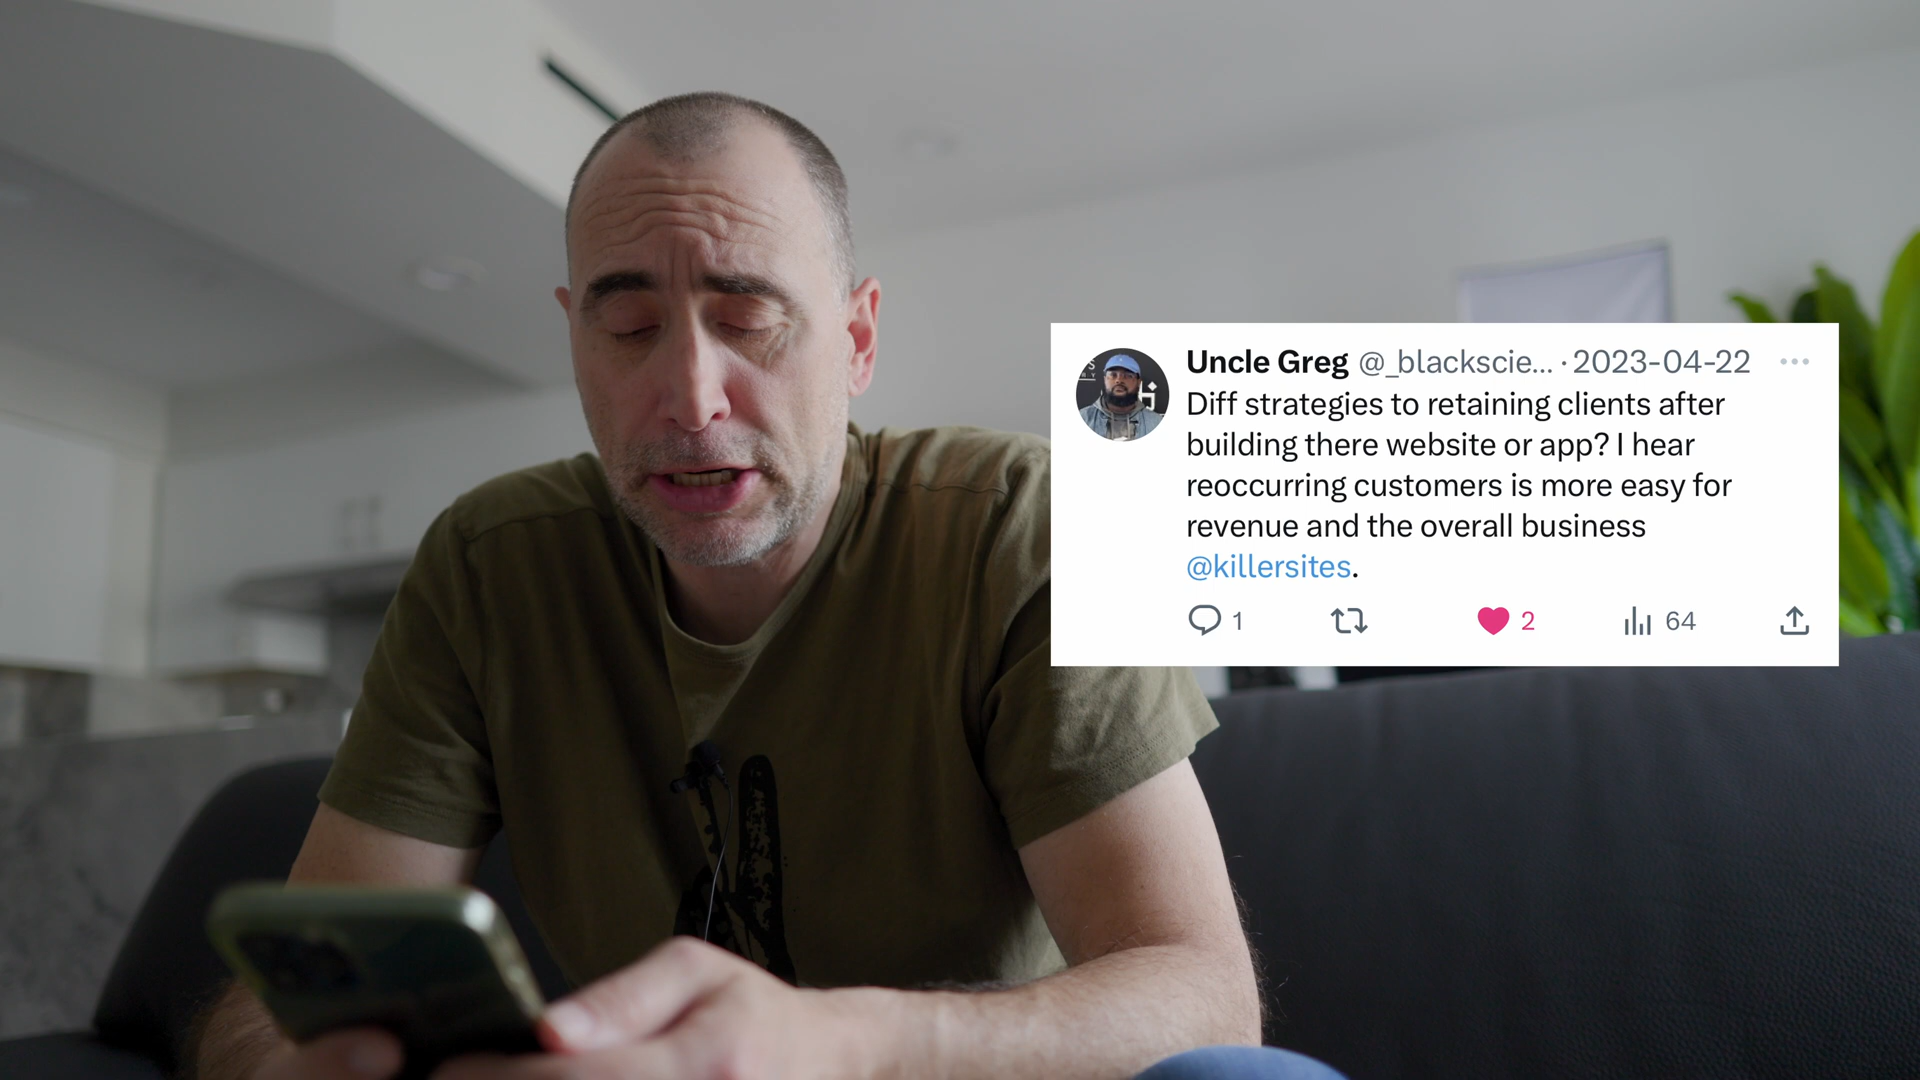 Uncle Greg @_blackscie... · 2023-04-22
Diff strategies to retaining clients after
building there website or app? I hear
reoccurring customers is more easy for
revenue and the overall business
@killersites.
1 2 64